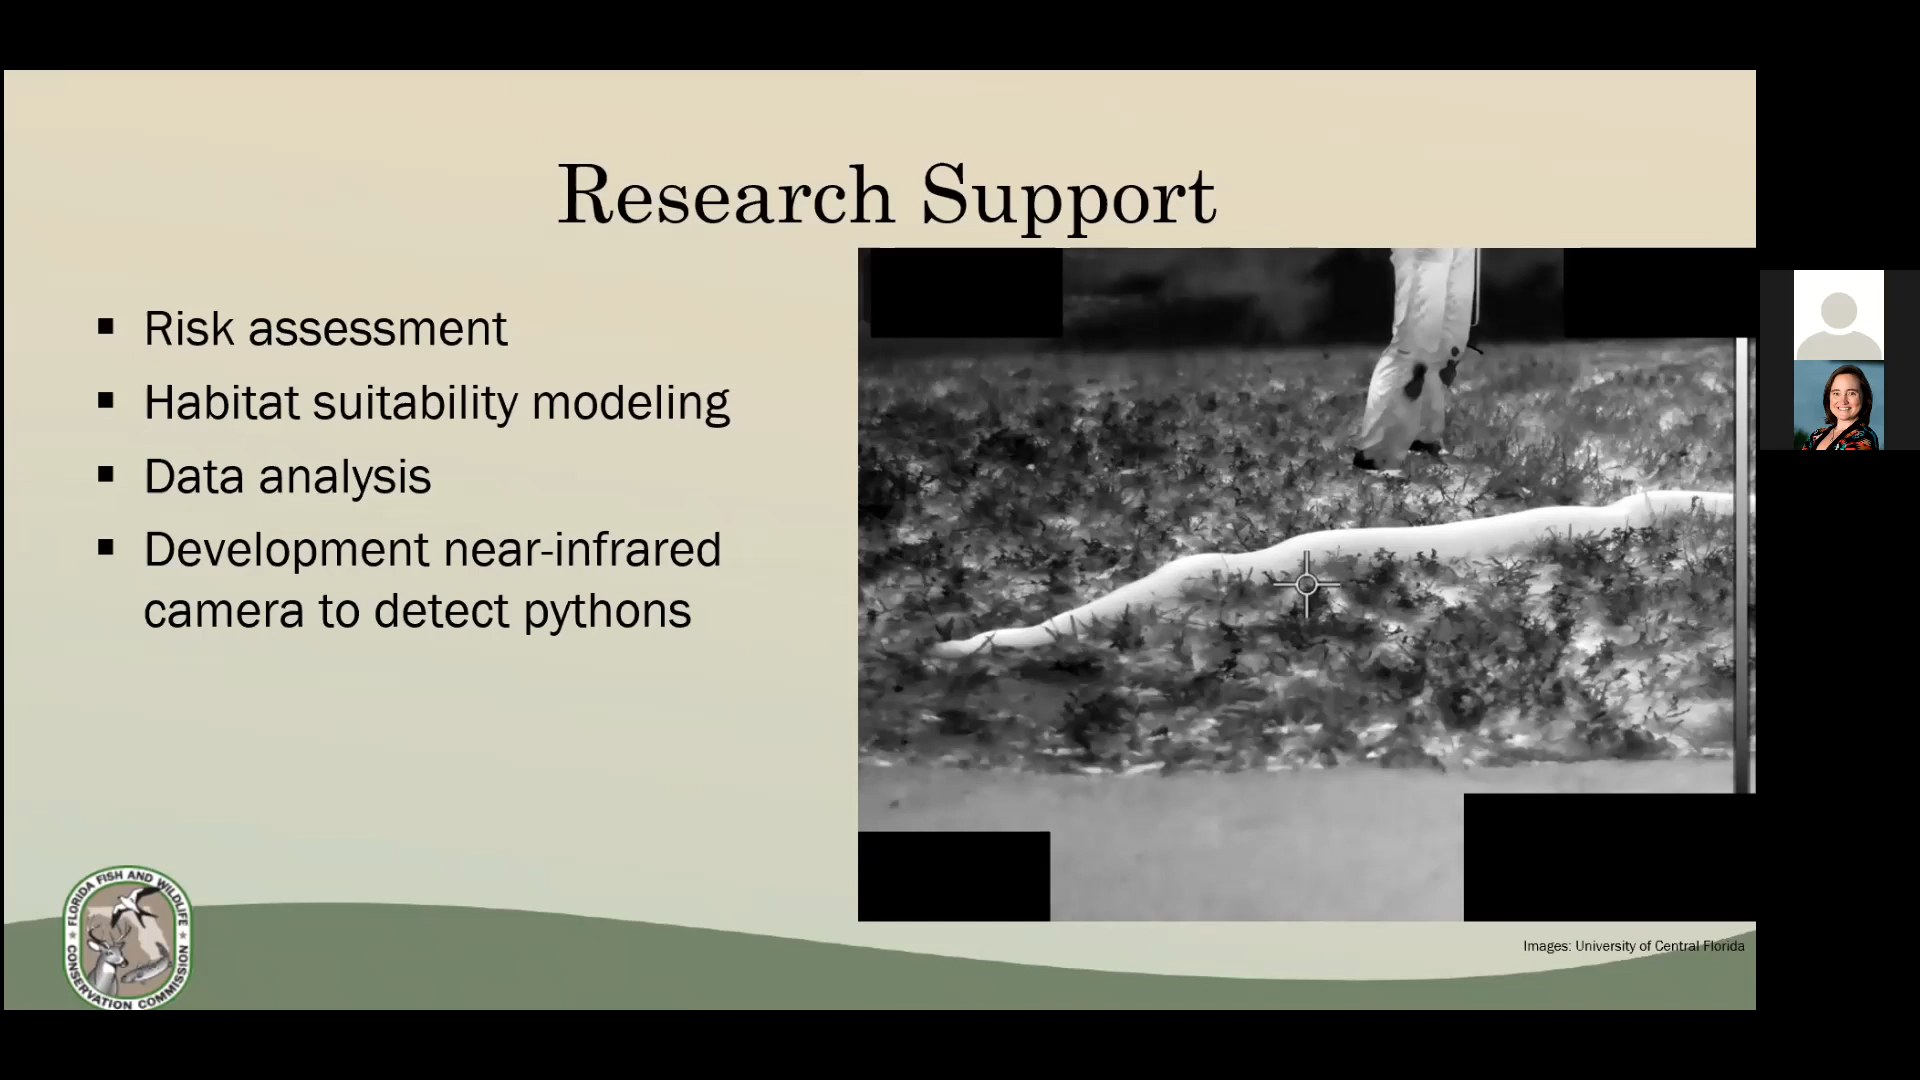 Research Support
▪ Risk assessment
▪ Habitat suitability modeling
▪ Data analysis
▪ Development near-infrared
camera to detect pythons
FLORIDA FISH AND WILDLIFE
CONSERVATION COMMISSION
Images: University of Central Florida